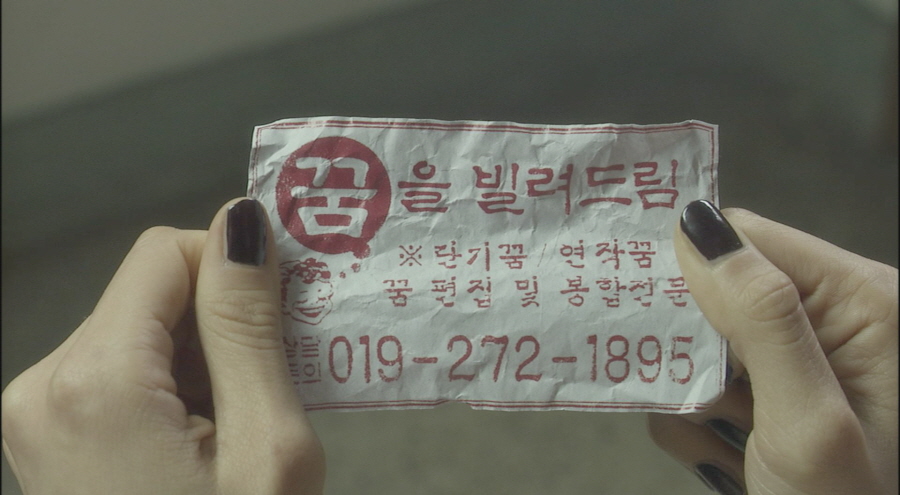 꿈을 빌려드림
※단기꿈 / 연작꿈
꿈 편집 및 봉합전문
019-272-1895